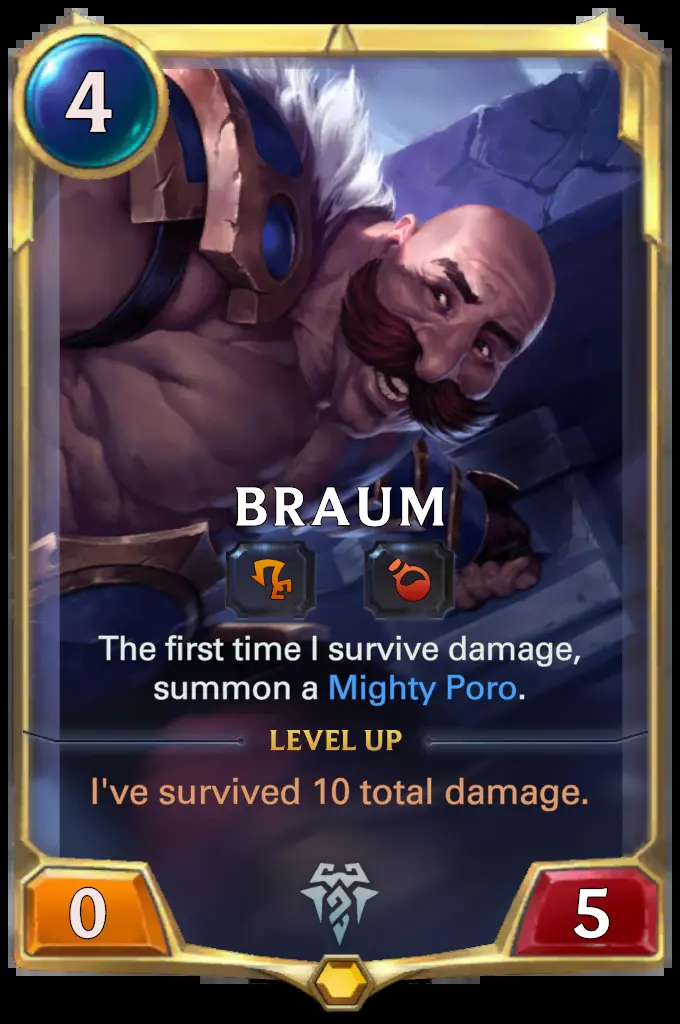 4
BRAUM
The first time I survive damage,
summon a Mighty Poro.
LEVEL UP
I've survived 10 total damage.
0
5